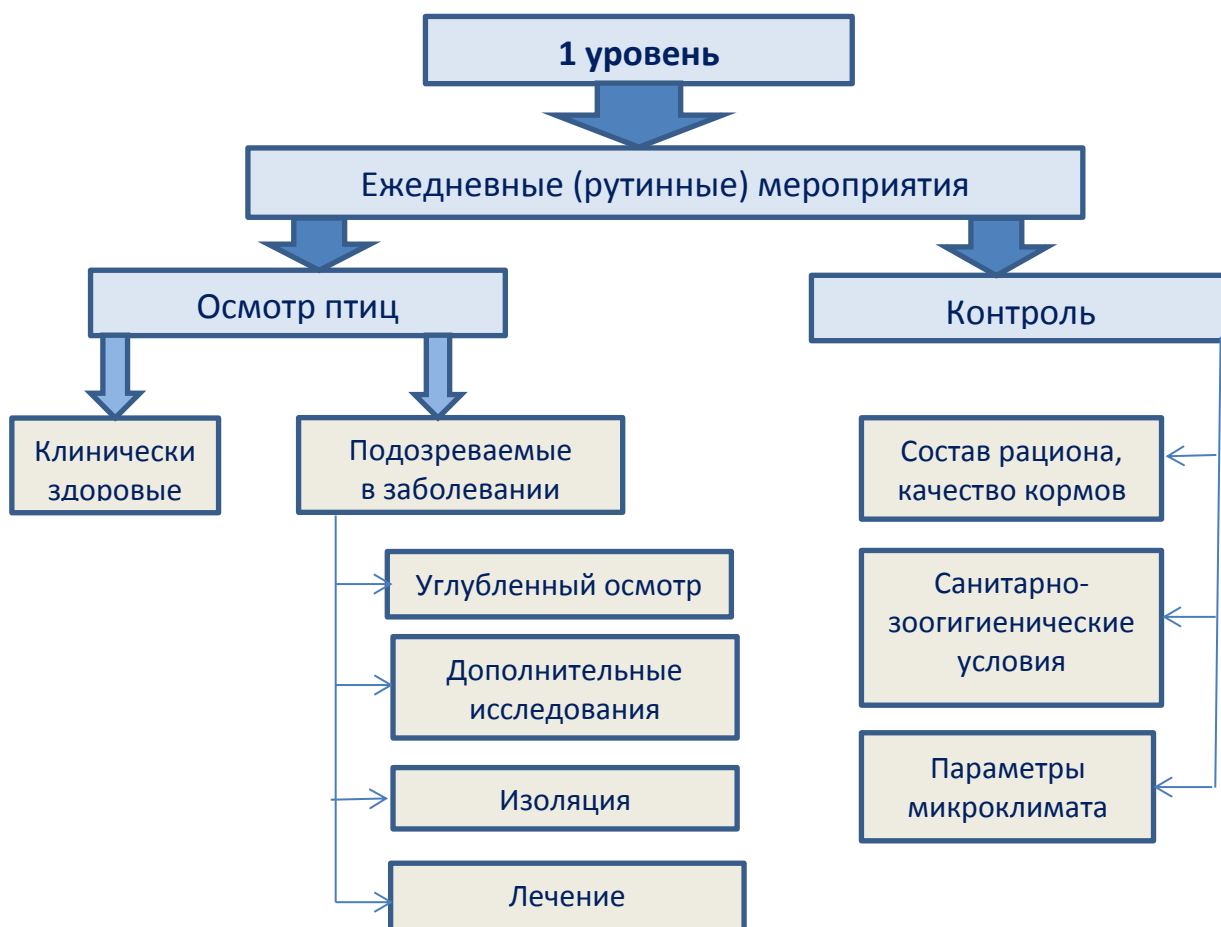 1 уровень
Ежедневные (рутинные) мероприятия
Осмотр птиц
Контроль
Клинически
здоровые
Подозреваемые
в заболевании
Состав рациона,
качество кормов
Углубленный осмотр
Санитарно-
зоогигиенические
условия
Дополнительные
исследования
Изоляция
Параметры
микроклимата
Лечение